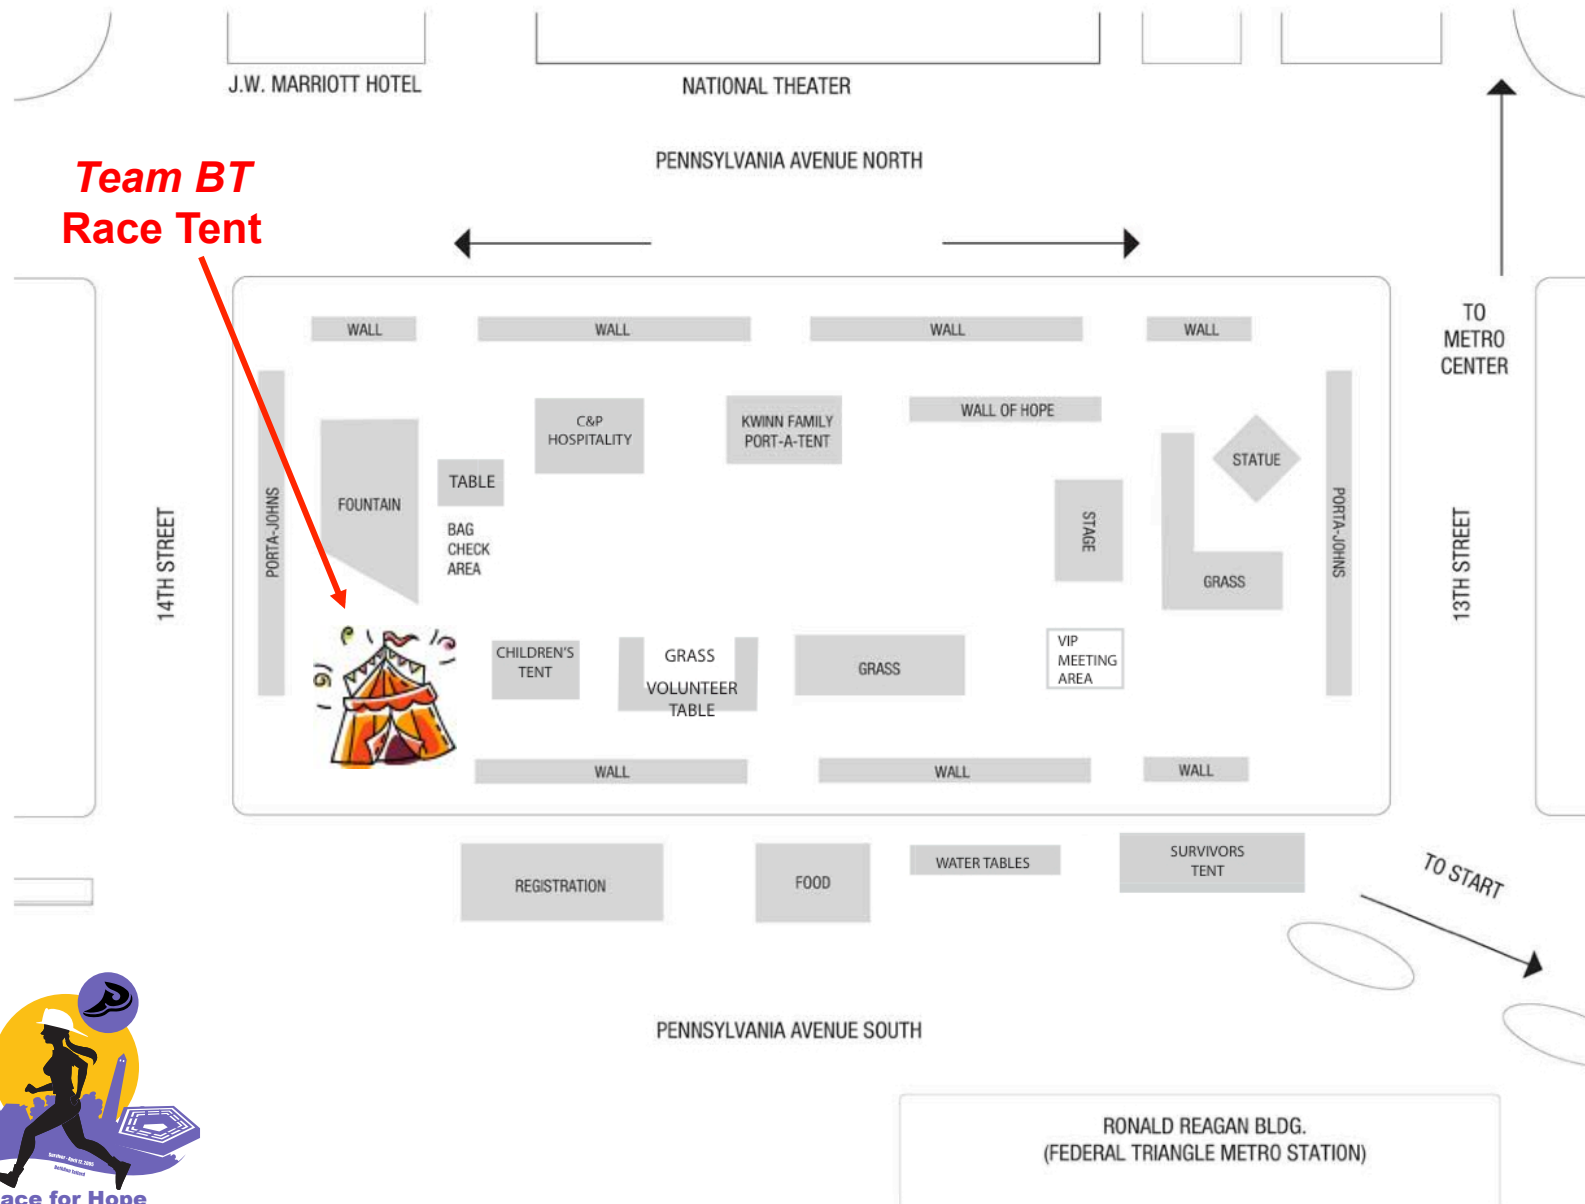 J.W. MARRIOTT HOTEL
NATIONAL THEATER
PENNSYLVANIA AVENUE NORTH
Team BT
Race Tent
TO
METRO
CENTER
WALL
WALL
WALL
WALL
C&P
HOSPITALITY
KWINN FAMILY
PORT-A-TENT
WALL OF HOPE
STATUE
TABLE
FOUNTAIN
BAG
CHECK
AREA
PORTA-JOHNS
14TH STREET
STAGE
GRASS
PORTA-JOHNS
13TH STREET
CHILDREN'S
TENT
GRASS
VOLUNTEER
TABLE
GRASS
VIP
MEETING
AREA
WALL
WALL
WALL
REGISTRATION
FOOD
WATER TABLES
SURVIVORS
TENT
TO START
PENNSYLVANIA AVENUE SOUTH
RONALD REAGAN BLDG.
(FEDERAL TRIANGLE METRO STATION)
ace for Hope